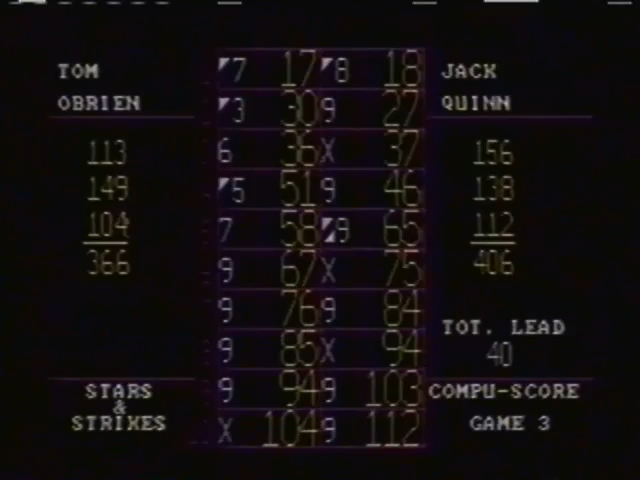 TOM
OBRIEN
113
149
104
366
STARS
&
STRIKES
7 17 8 18
3 30 9 27
6 36 X 37
5 51 9 46
7 58 9 65
9 67 X 75
9 76 9 84
9 85 X 94
9 94 9 103
X 104 9 112
JACK
QUINN
156
138
112
406
TOT. LEAD
40
COMPU-SCORE
GAME 3